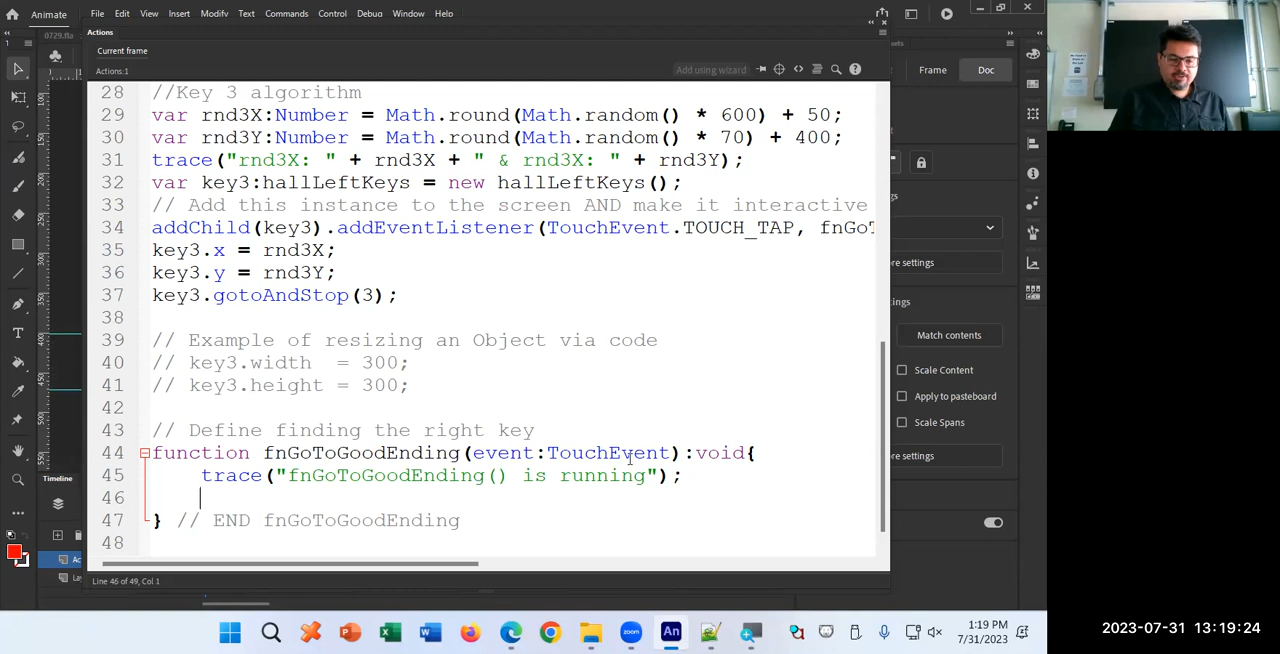 Animate
File Edit View Insert Modify Text Commands Control Debug Window Help
0729.fla
Actions
Current frame
Actions:1
Add using wizard
28 //Key 3 algorithm
29 var rnd3X:Number = Math.round(Math.random() * 600) + 50;
30 var rnd3Y:Number = Math.round(Math.random() * 70) + 400;
31 trace("rnd3X: " + rnd3X + " & rnd3X: " + rnd3Y);
32 var key3:hallLeftKeys = new hallLeftKeys();
33 // Add this instance to the screen AND make it interactive
34 addChild(key3).addEventListener(TouchEvent.TOUCH_TAP, fnGoT
35 key3.x = rnd3X;
36 key3.y = rnd3Y;
37 key3.gotoAndStop(3);
38
39 // Example of resizing an Object via code
40 // key3.width = 300;
41 // key3.height = 300;
42
43 // Define finding the right key
44 function fnGoToGoodEnding(event:TouchEvent):void{
45 trace("fnGoToGoodEnding() is running");
46
47 } // END fnGoToGoodEnding
48
Line 46 of 49, Col 1
Frame Doc
Match contents
Scale Content
Apply to pasteboard
Scale Spans
Timeline
1:19 PM
7/31/2023
2023-07-31 13:19:24